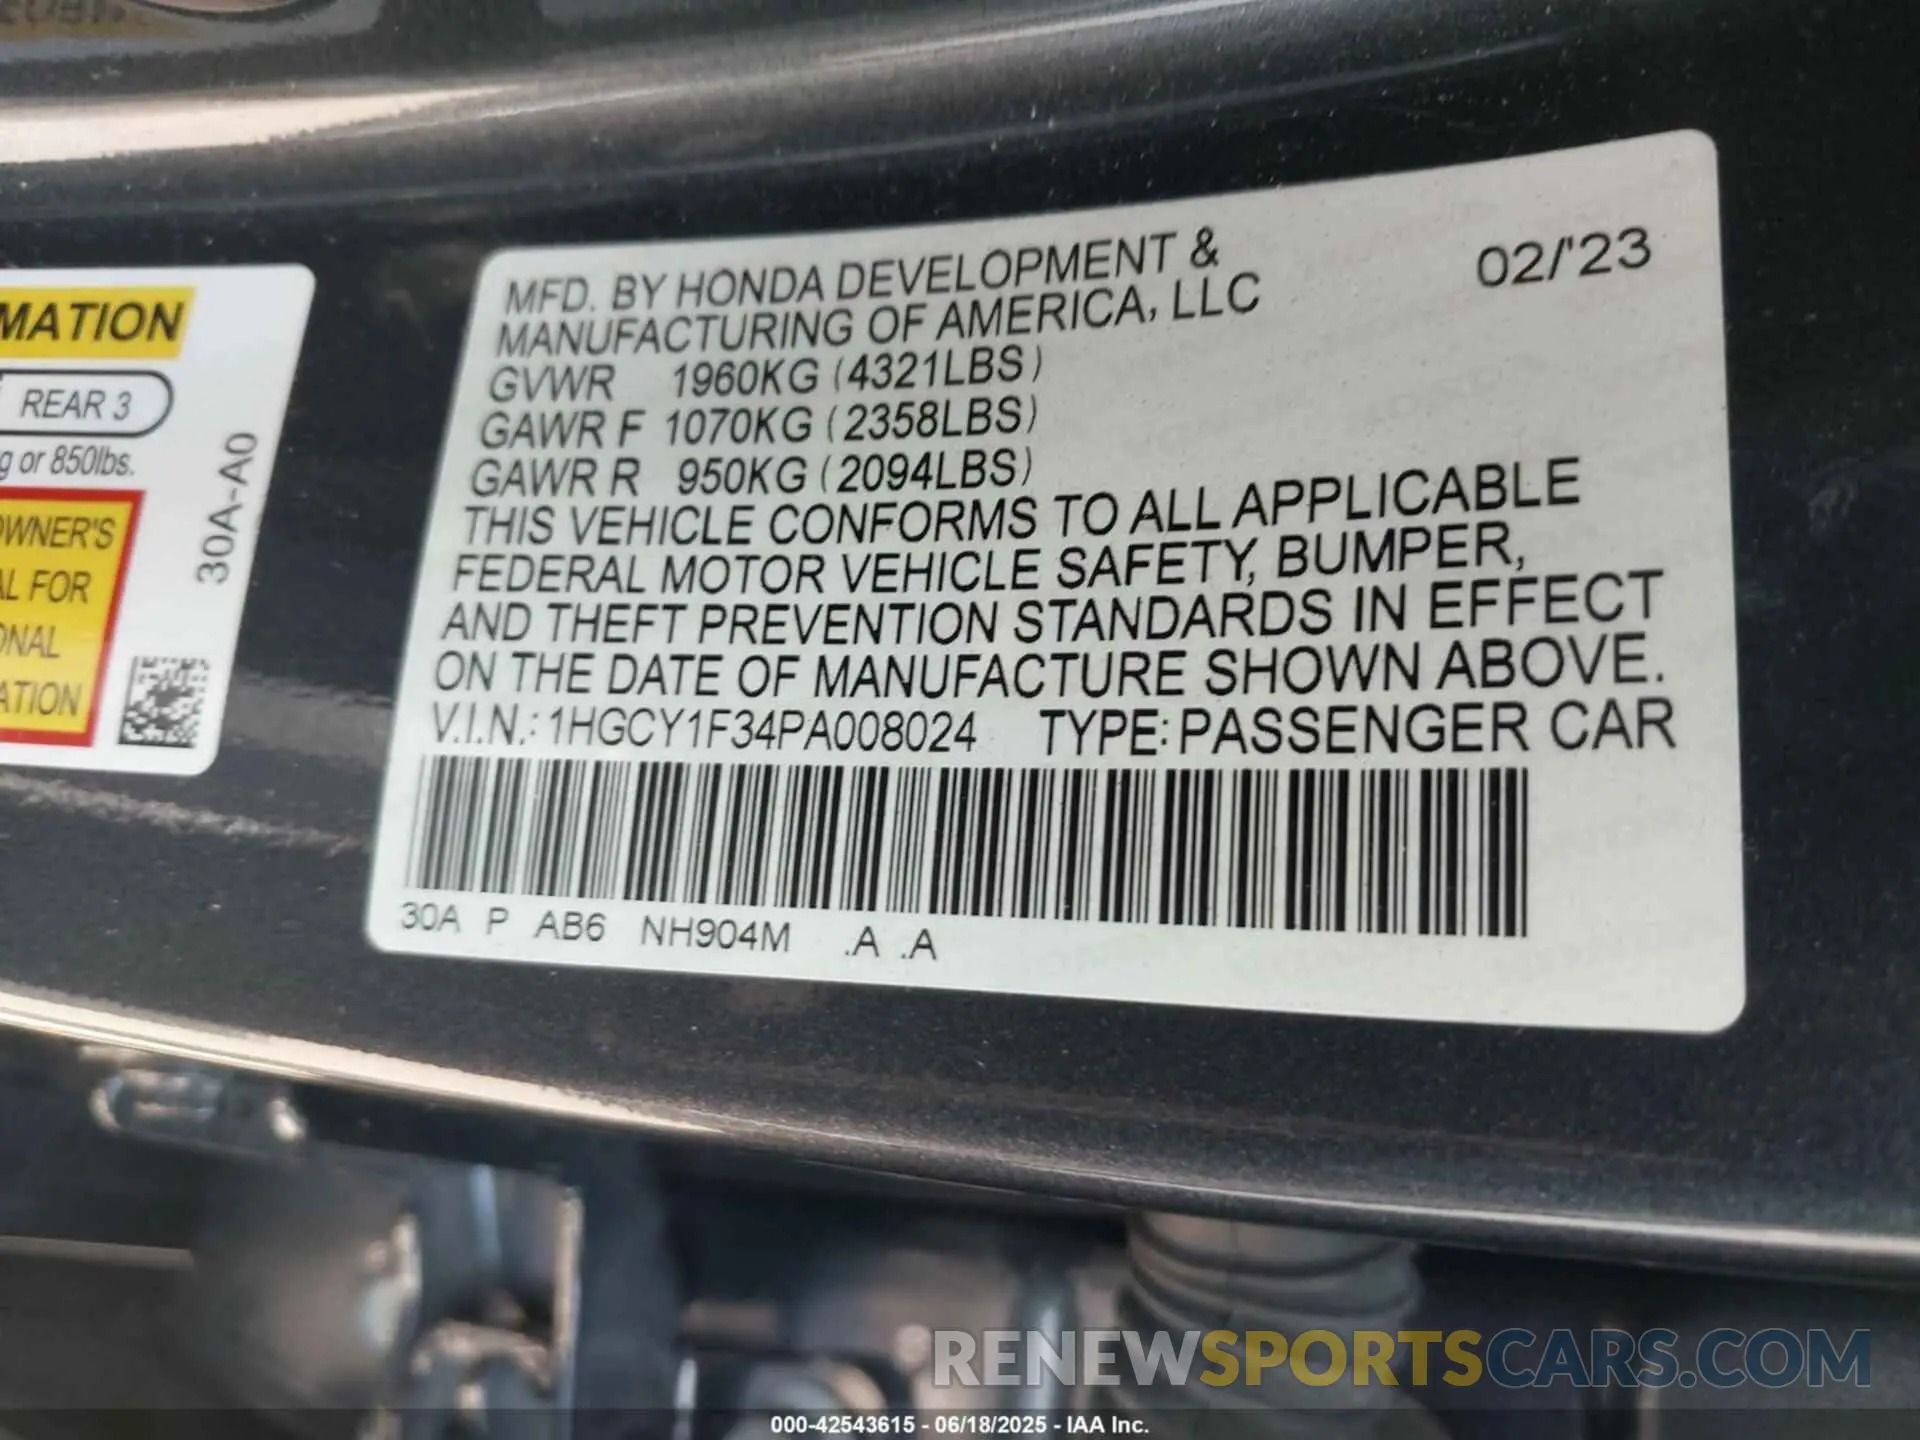 MATION
REAR 3
g or 850lbs.
OWNER'S
AL FOR
ONAL
ATION
30A-A0
MFD. BY HONDA DEVELOPMENT &
MANUFACTURING OF AMERICA, LLC
02/'23
GVWR 1960KG (4321LBS)
GAWR F 1070KG (2358LBS)
GAWR R 950KG (2094LBS)
THIS VEHICLE CONFORMS TO ALL APPLICABLE
FEDERAL MOTOR VEHICLE SAFETY, BUMPER,
AND THEFT PREVENTION STANDARDS IN EFFECT
ON THE DATE OF MANUFACTURE SHOWN ABOVE.
V.I.N.: 1HGCY1F34PA008024 TYPE: PASSENGER CAR
30A P AB6 NH904M .A .A
RENEWSPORTSCARS.COM
000-42543615 - 06/18/2025 - IAA Inc.